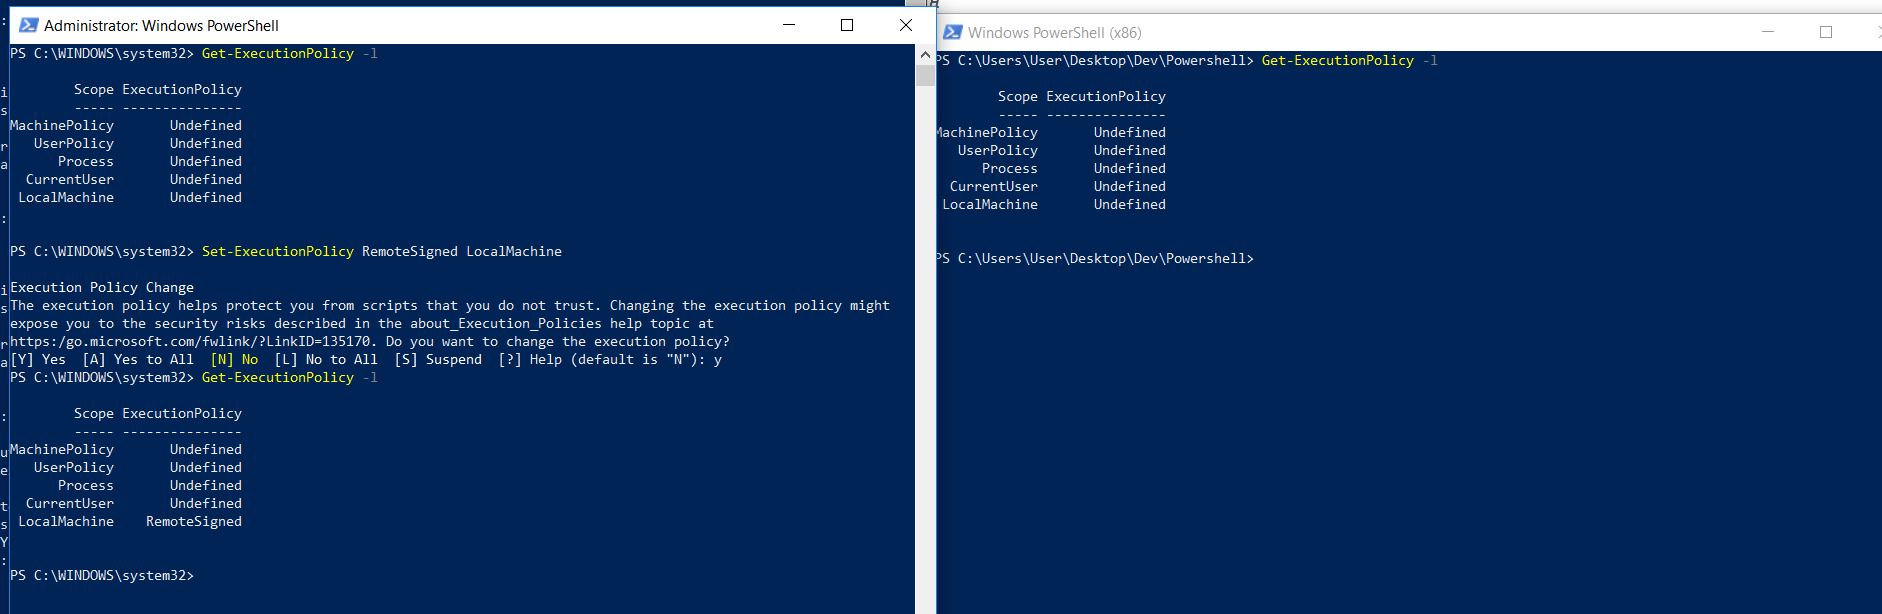 Administrator: Windows PowerShell
PS C:\WINDOWS\system32> Get-ExecutionPolicy -l
Scope ExecutionPolicy
----- ---------------
MachinePolicy Undefined
UserPolicy Undefined
Process Undefined
CurrentUser Undefined
LocalMachine Undefined
PS C:\WINDOWS\system32> Set-ExecutionPolicy RemoteSigned LocalMachine
Execution Policy Change
The execution policy helps protect you from scripts that you do not trust. Changing the execution policy might
expose you to the security risks described in the about_Execution_Policies help topic at
https:/go.microsoft.com/fwlink/?LinkID=135170. Do you want to change the execution policy?
[Y] Yes [A] Yes to All [N] No [L] No to All [S] Suspend [?] Help (default is "N"): y
PS C:\WINDOWS\system32> Get-ExecutionPolicy -l
Scope ExecutionPolicy
----- ---------------
MachinePolicy Undefined
UserPolicy Undefined
Process Undefined
CurrentUser Undefined
LocalMachine RemoteSigned
PS C:\WINDOWS\system32>
Windows PowerShell (x86)
PS C:\Users\User\Desktop\Dev\Powershell> Get-ExecutionPolicy -l
Scope ExecutionPolicy
----- ---------------
MachinePolicy Undefined
UserPolicy Undefined
Process Undefined
CurrentUser Undefined
LocalMachine Undefined
PS C:\Users\User\Desktop\Dev\Powershell>